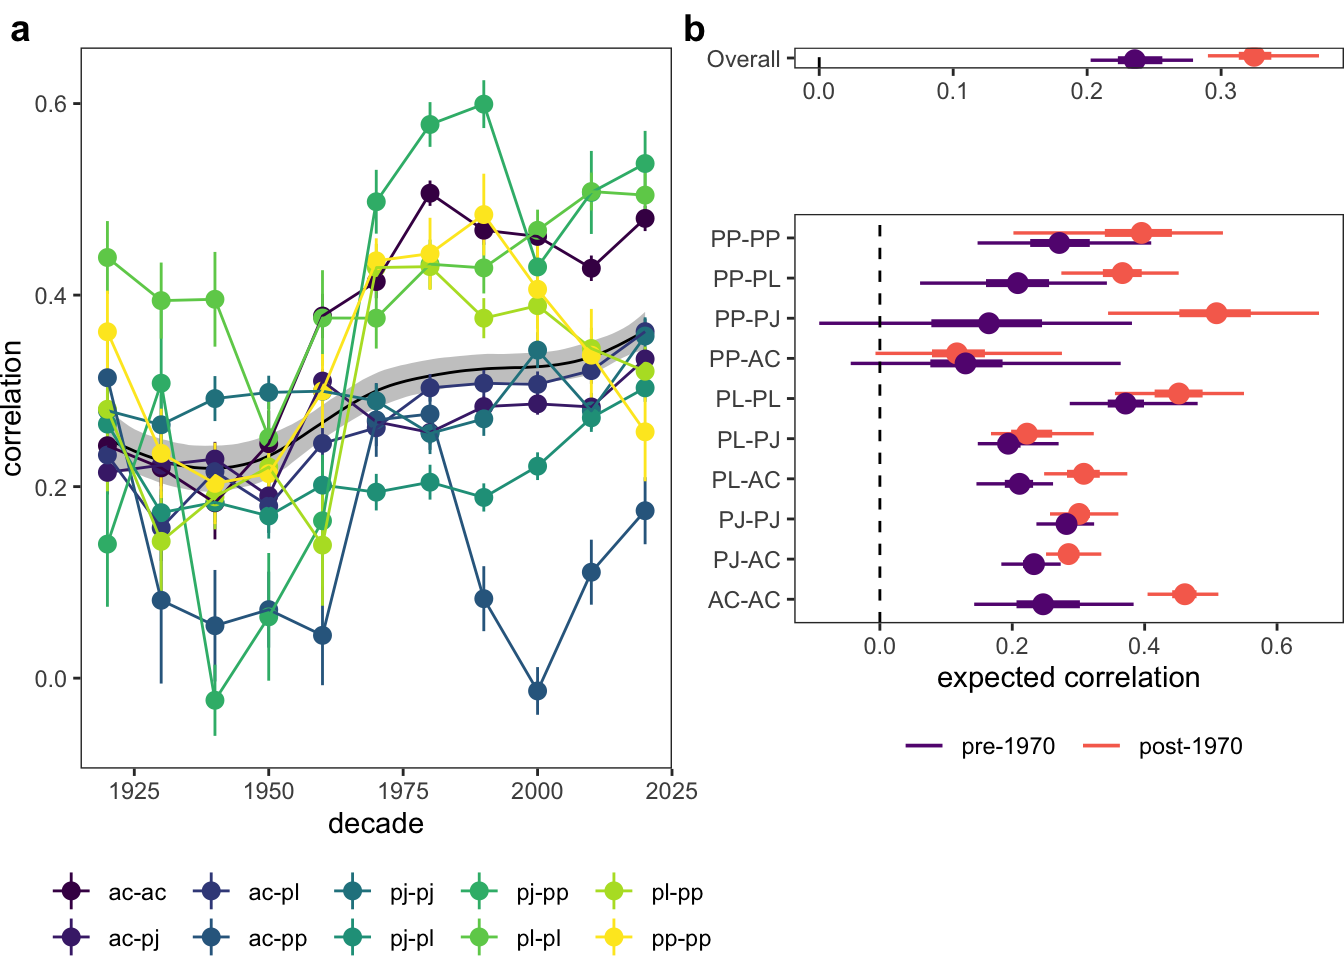 a
correlation
0.6
0.4
0.2
0.0
1925 1950 1975 2000 2025
decade
ac-ac ac-pl pj-pj pj-pp pl-pp
ac-pj ac-pp pj-pl pl-pl pp-pp
b
Overall
0.0 0.1 0.2 0.3
PP-PP
PP-PL
PP-PJ
PP-AC
PL-PL
PL-PJ
PL-AC
PJ-PJ
PJ-AC
AC-AC
0.0 0.2 0.4 0.6
expected correlation
pre-1970 post-1970